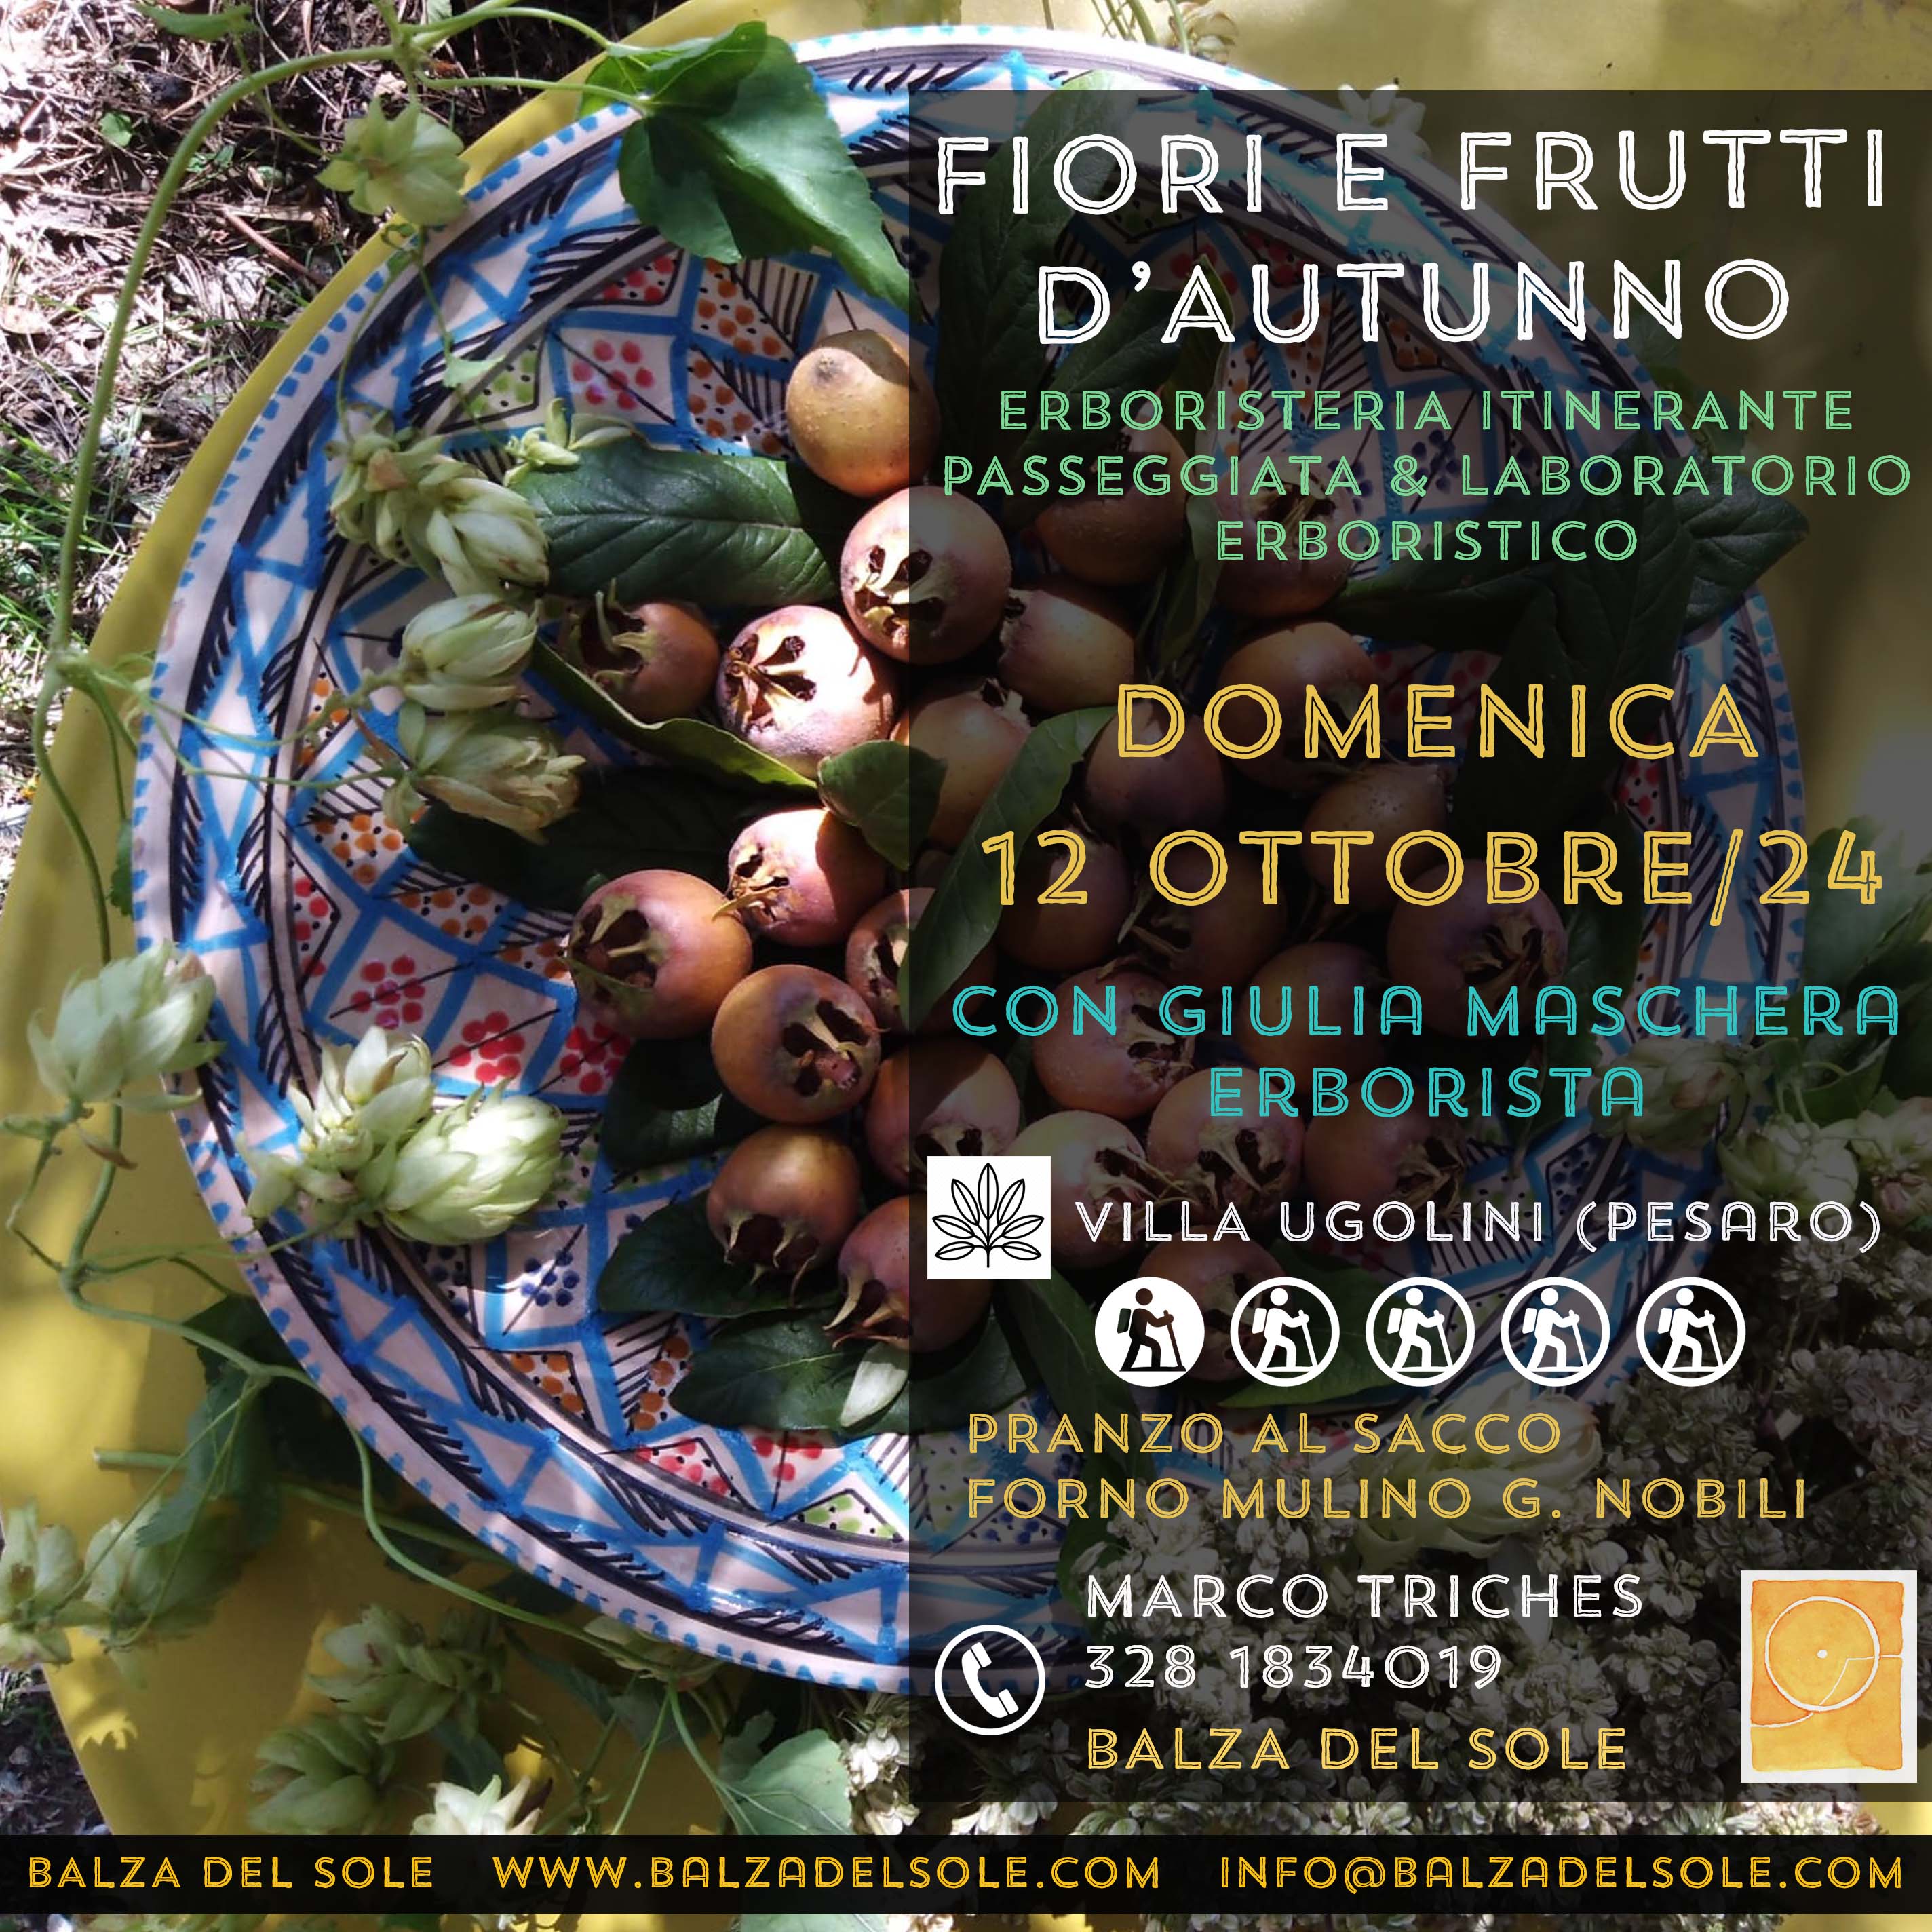 FIORI E FRUTTI
D'AUTUNNO
ERBORISTERIA ITINERANTE
PASSEGGIATA & LABORATORIO
ERBORISTICO
DOMENICA
12 OTTOBRE/24
CON GIULIA MASCHERA
ERBORISTA
VILLA UGOLINI (PESARO)
PRANZO AL SACCO
FORNO MULINO G. NOBILI
MARCO TRICHES
328 1834019
BALZA DEL SOLE
BALZA DEL SOLE WWW.BALZADELSOLE.COM INFO@BALZADELSOLE.COM